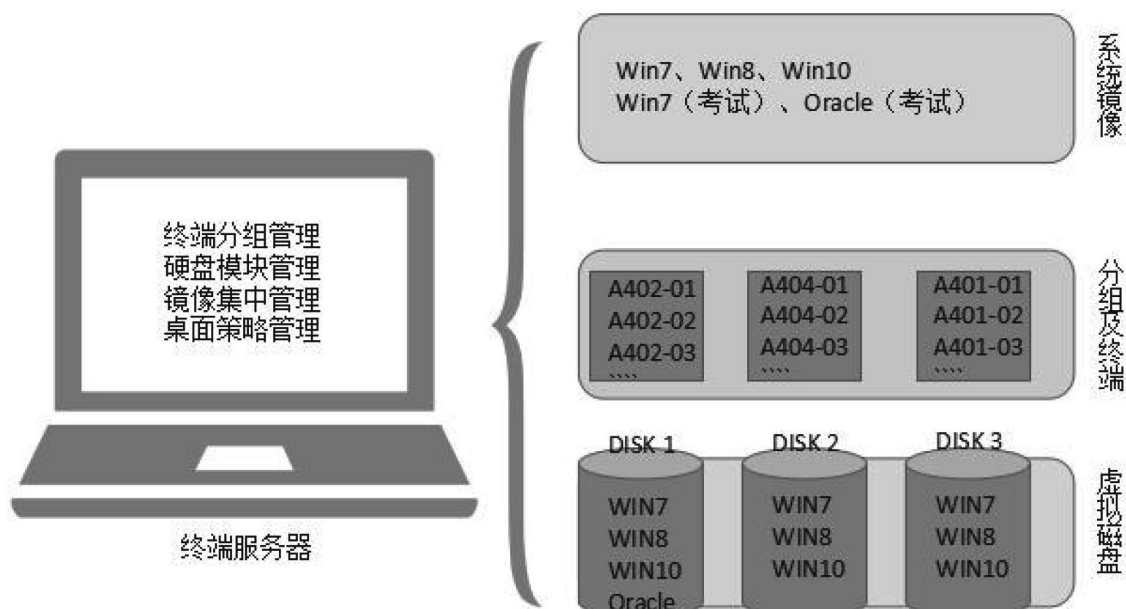 终端分组管理
硬盘模块管理
镜像集中管理
桌面策略管理
终端服务器
Win7、Win8、Win10
Win7（考试）、Oracle（考试）
系统镜像
A402-01
A402-02
A402-03
、、、、
A404-01
A404-02
A404-03
、、、、
A401-01
A401-02
A401-03
、、、、
分组及终端
DISK 1
WIN7
WIN8
WIN10
Oracle
DISK 2
WIN7
WIN8
WIN10
DISK 3
WIN7
WIN8
WIN10
虚拟磁盘